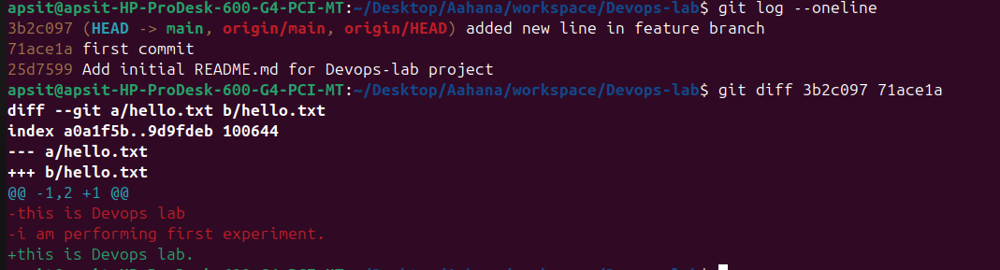 apsit@apsit-HP-ProDesk-600-G4-PCI-MT:~/Desktop/Aahana/workspace/Devops-lab$ git log --oneline
3b2c097 (HEAD -> main, origin/main, origin/HEAD) added new line in feature branch
71ace1a first commit
25d7599 Add initial README.md for Devops-lab project
apsit@apsit-HP-ProDesk-600-G4-PCI-MT:~/Desktop/Aahana/workspace/Devops-lab$ git diff 3b2c097 71ace1a
diff --git a/hello.txt b/hello.txt
index a0a1f5b..9d9fdeb 100644
--- a/hello.txt
+++ b/hello.txt
@@ -1,2 +1 @@
-this is Devops lab
-i am performing first experiment.
+this is Devops lab.